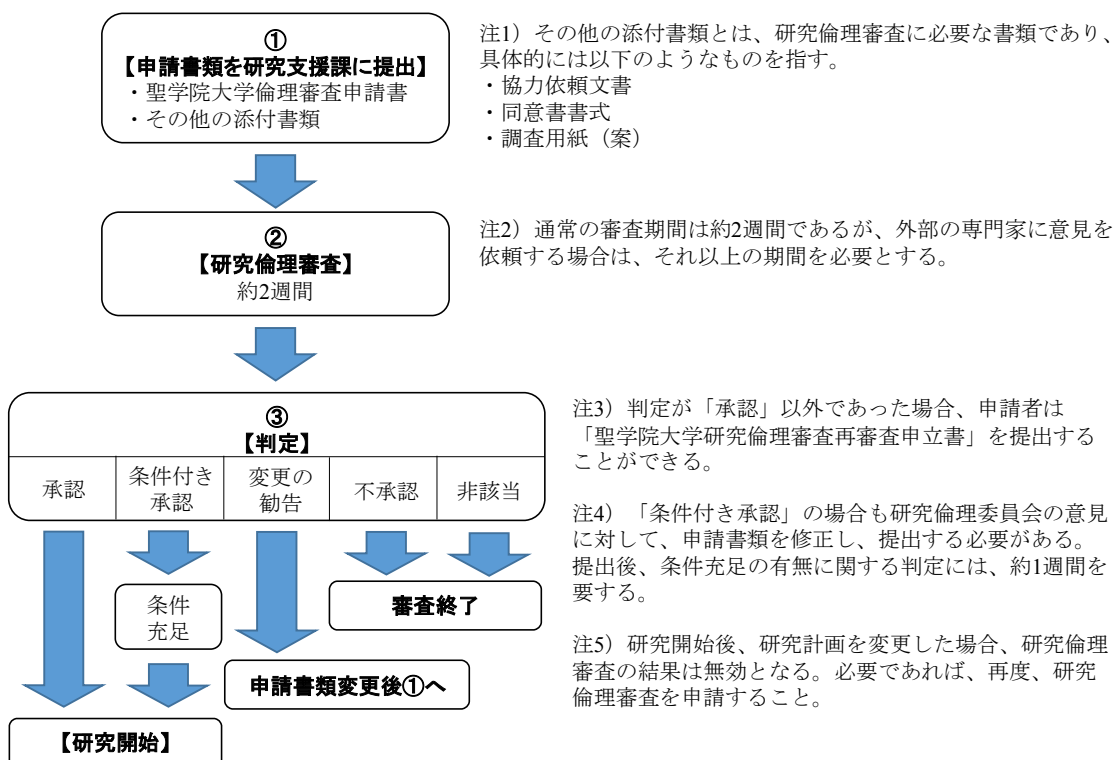 ①
【申請書類を研究支援課に提出】
・聖学院大学倫理審査申請書
・その他の添付書類
注1）その他の添付書類とは、研究倫理審査に必要な書類であり、
具体的には以下のようなものを指す。
・協力依頼文書
・同意書書式
・調査用紙（案）
②
【研究倫理審査】
約2週間
注2）通常の審査期間は約2週間であるが、外部の専門家に意見を
依頼する場合は、それ以上の期間を必要とする。
③
【判定】
承認
条件付き
承認
変更の
勧告
不承認
非該当
条件
充足
審査終了
申請書類変更後①へ
【研究開始】
注3）判定が「承認」以外であった場合、申請者は
「聖学院大学研究倫理審査再審査申立書」を提出する
ことができる。
注4）「条件付き承認」の場合も研究倫理委員会の意見
に対して、申請書類を修正し、提出する必要がある。
提出後、条件充足の有無に関する判定には、約1週間を
要する。
注5）研究開始後、研究計画を変更した場合、研究倫理
審査の結果は無効となる。必要であれば、再度、研究
倫理審査を申請すること。